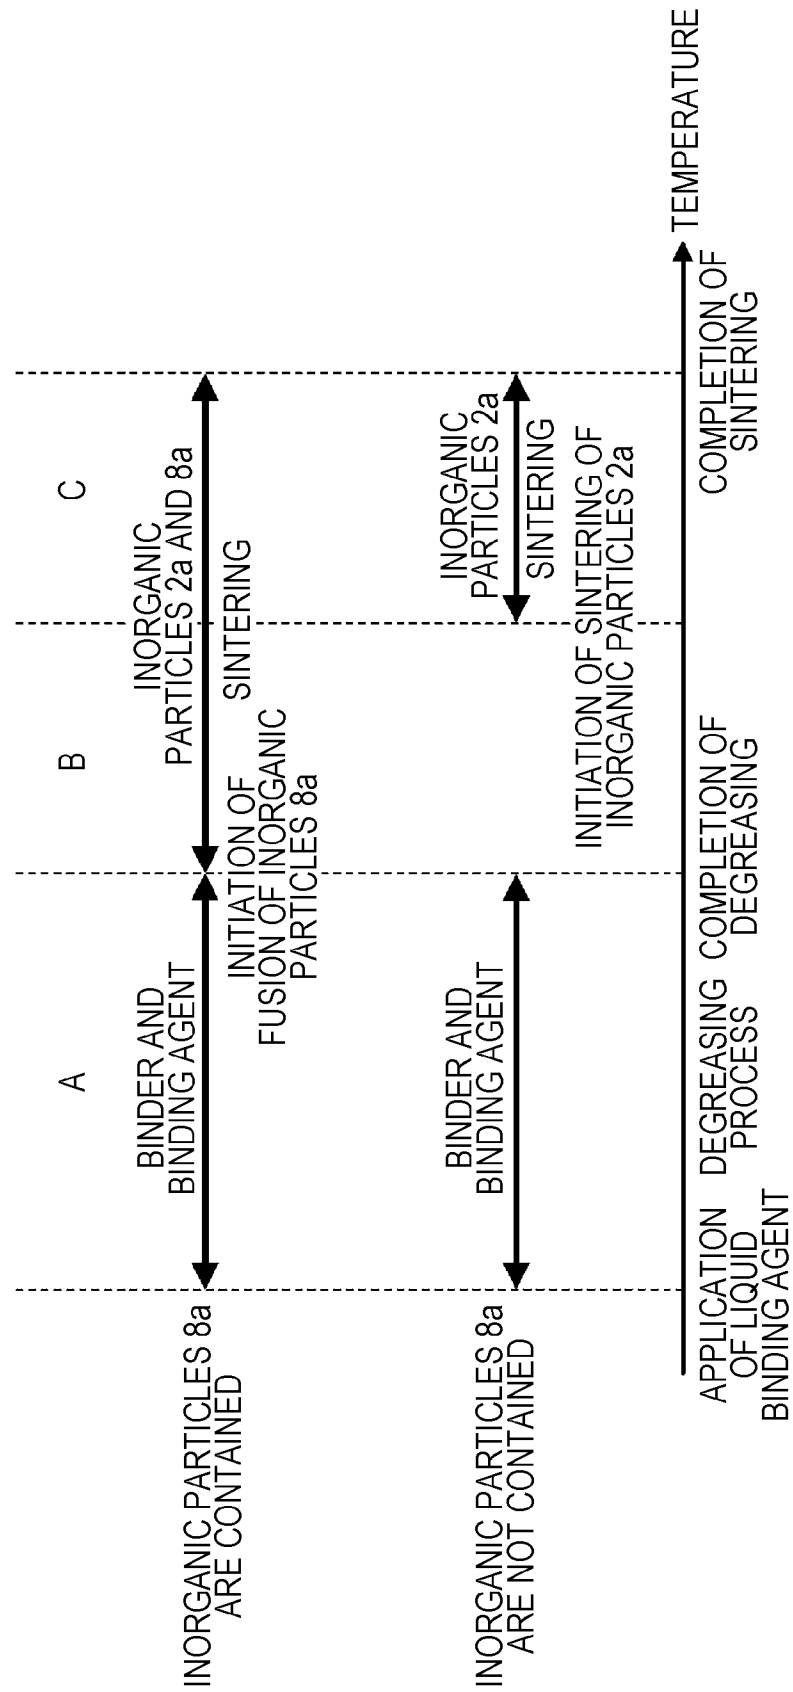 A
B
C
INORGANIC PARTICLES 8a
ARE CONTAINED
BINDER AND
BINDING AGENT
INITIATION OF
FUSION OF INORGANIC
PARTICLES 8a
INORGANIC
PARTICLES 2a AND 8a
SINTERING
INORGANIC PARTICLES 8a
ARE NOT CONTAINED
BINDER AND
BINDING AGENT
INORGANIC
PARTICLES 2a
SINTERING
INITIATION OF SINTERING OF
INORGANIC PARTICLES 2a
TEMPERATURE
APPLICATION
OF LIQUID
BINDING AGENT
DEGREASING
PROCESS
COMPLETION OF
DEGREASING
COMPLETION OF
SINTERING